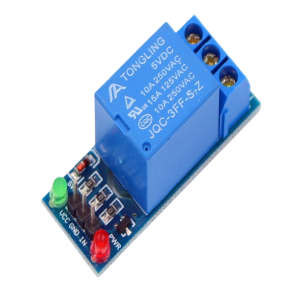 TONGLING
5VDC
10A 250VAC
15A 125VAC
10A 250VAC
JQC-3FF-S-Z
VCC GND IN
PWR